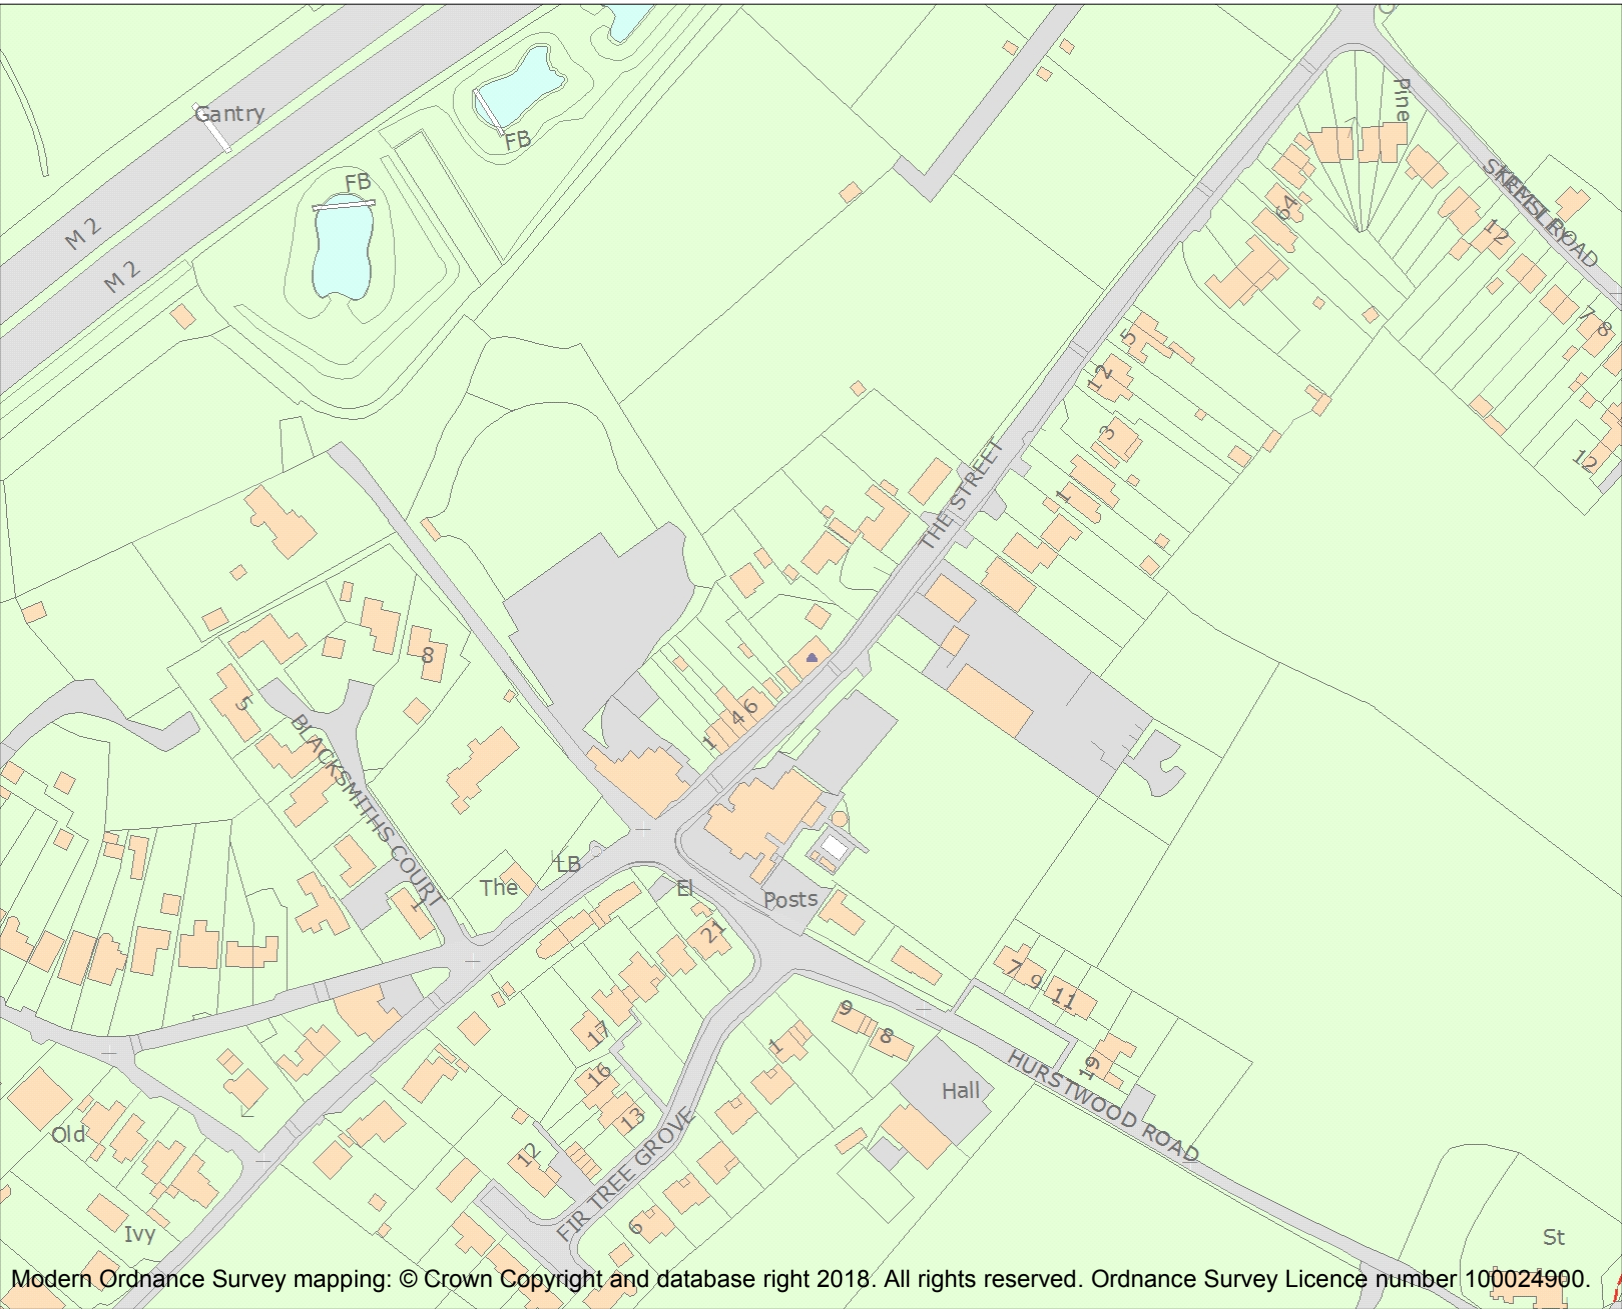 Pine
Gantry
FB
FB
M 2
M 2
SKEMSLEY
ROAD
64
12
5
12
7 8
3
12
1
THE STREET
8
5
4 6
1
BLACKSMITHS COURT
1
The
LB
El
Posts
21
7 9
11
9
8
17
1
16
19
Hall
HURSTWOOD ROAD
13
Old
12
FIR TREE GROVE
6
Ivy
St
Modern Ordnance Survey mapping: © Crown Copyright and database right 2018. All rights reserved. Ordnance Survey Licence number 100024900.